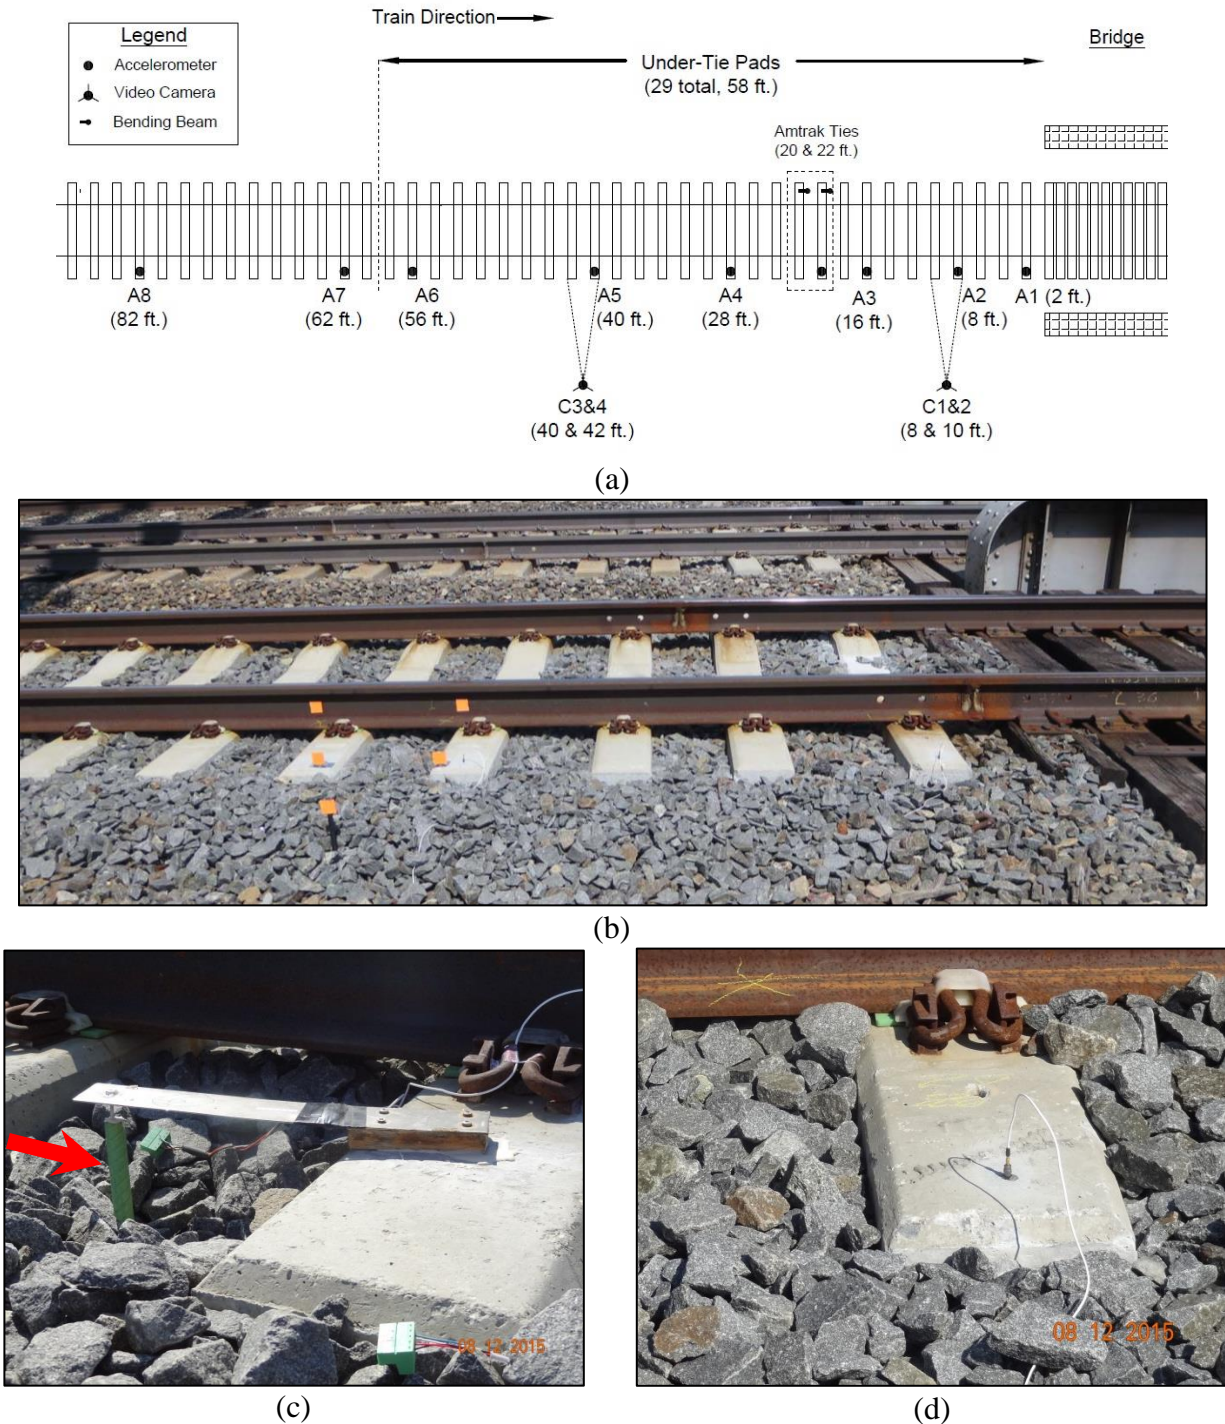 Train Direction
Legend
Accelerometer
Video Camera
Bending Beam
Under-Tie Pads
(29 total, 58 ft.)
Bridge
Amtrak Ties
(20 & 22 ft.)
A8
(82 ft.)
A7
(62 ft.)
A6
(56 ft.)
A5
(40 ft.)
A4
(28 ft.)
A3
(16 ft.)
A2
(8 ft.)
A1 (2 ft.)
C3&4
(40 & 42 ft.)
C1&2
(8 & 10 ft.)
(a)
(b)
08 12 2015
(c)
08 12 2015
(d)